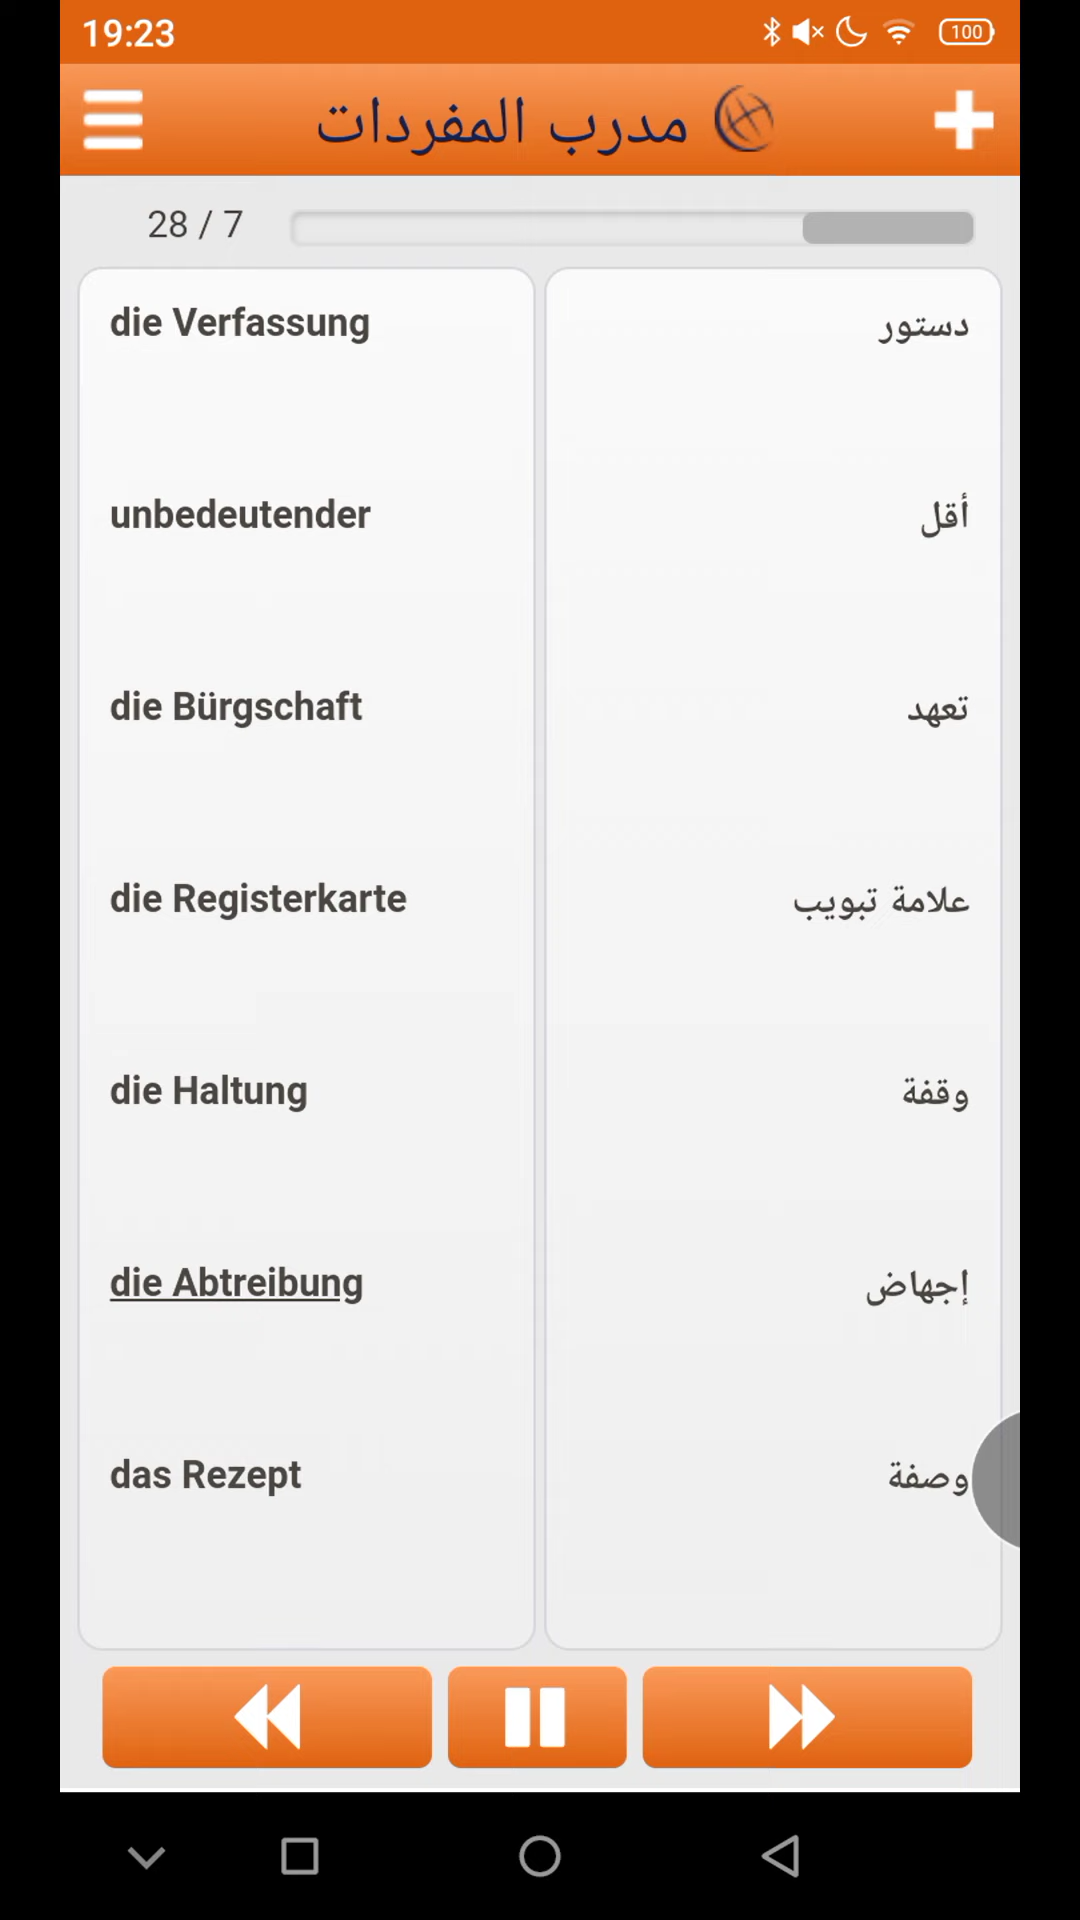 19:23
100
مدرب المفردات
28 / 7
die Verfassung
دستور
unbedeutender
أقل
die Bürgschaft
تعهد
die Registerkarte
علامة تبويب
die Haltung
وقفة
die Abtreibung
إجهاض
das Rezept
وصفة